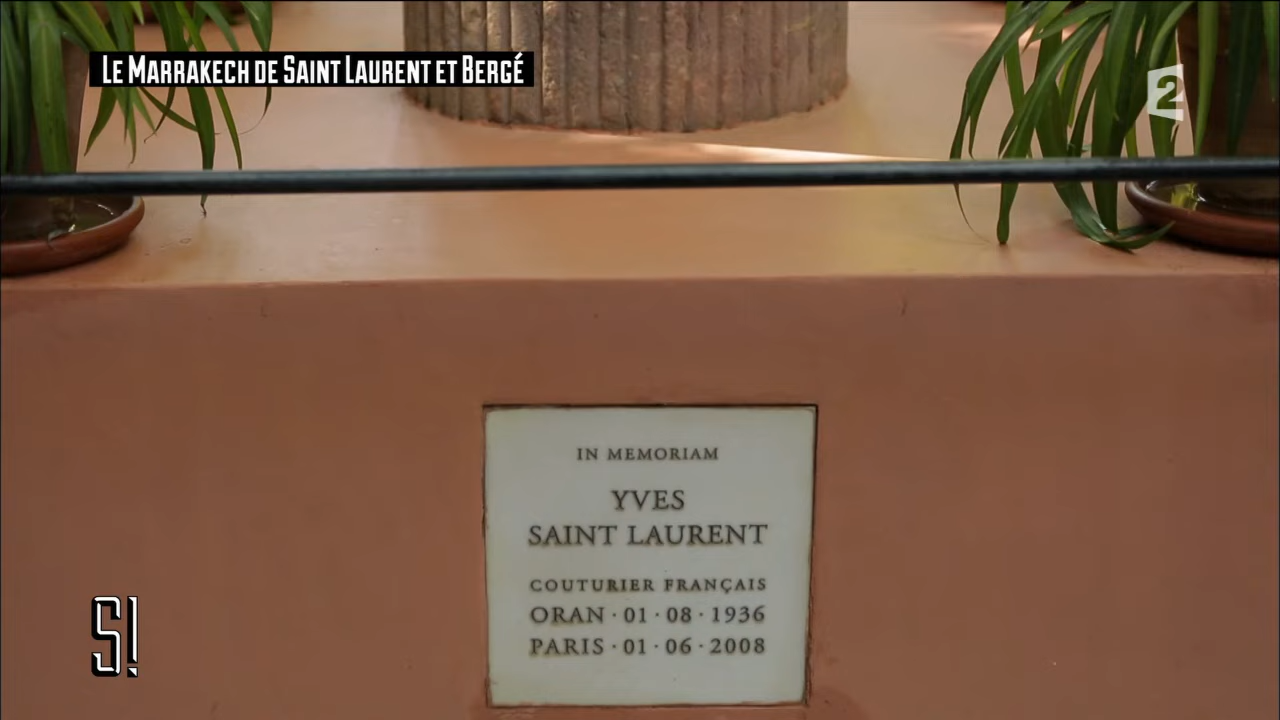 LE MARRAKECH DE SAINT LAURENT ET BERGÉ
2
IN MEMORIAM
YVES
SAINT LAURENT
COUTURIER FRANÇAIS
ORAN · 01 · 08 · 1936
PARIS · 01 · 06 · 2008
S!